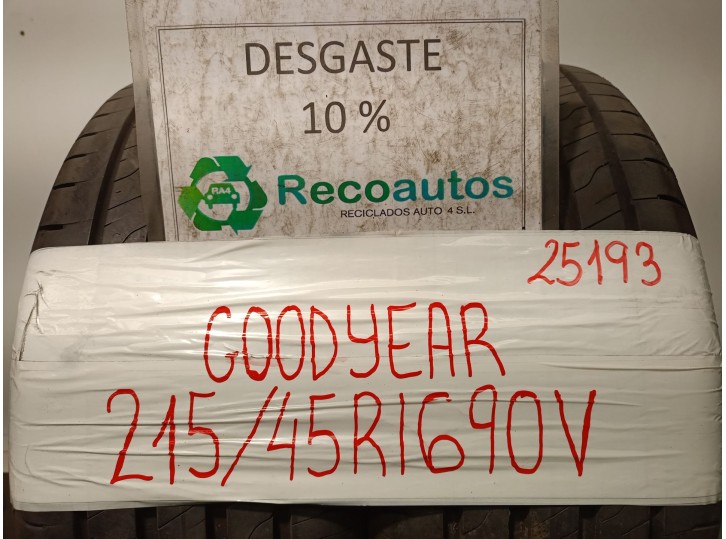 DESGASTE
10 %
RA4
Recoautos
RECICLADOS AUTO 4 S.L.
25193
GOODYEAR
215/45R1690V